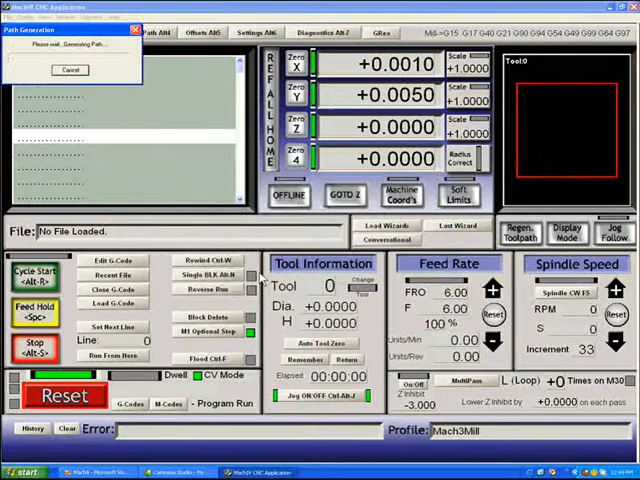 Mach3V CNC Application
Path Generation
Please wait...Generating Path....
Cancel
Path Alt4
Offsets Alt5
Settings Alt6
Diagnostics Alt-7
GRex
Mill->G15 G17 G40 G21 G90 G94 G54 G49 G99 G64 G97
REF ALL HOME
Zero X
+0.0010
Scale
+1.0000
Zero Y
+0.0050
Scale
+1.0000
Zero Z
+0.0000
Scale
+1.0000
Zero 4
+0.0000
Radius Correct
OFFLINE
GOTO Z
Machine Coord's
Soft Limits
Tool:0
File:
No File Loaded.
Load Wizards
Last Wizard
Conversational
Regen. Toolpath
Display Mode
Jog Follow
Cycle Start
<Alt-R>
Feed Hold
<Spc>
Stop
<Alt-S>
Edit G-Code
Recent File
Close G-Code
Load G-Code
Set Next Line
Line: 0
Run From Here
Rewind Ctrl-W
Single BLK Alt-N
Reverse Run
Block Delete
M1 Optional Stop
Flood Ctrl-F
Dwell
CV Mode
Reset
G-Codes
M-Codes
- Program Run
Tool Information
Tool 0
Change Tool
Dia. +0.0000
H +0.0000
Auto Tool Zero
Remember
Return
Elapsed 00:00:00
Jog ON/OFF Ctrl-Alt-J
Feed Rate
FRO 6.00
F 6.00
100 %
Reset
Units/Min 0.00
Units/Rev 0.00
Spindle Speed
Spindle CW F5
RPM 0
S 0
Reset
Increment 33
On/Off
Z Inhibit
-3.000
MultiPass
L (Loop) +0 Times on M30
Lower Z Inhibit by +0.0000 on each pass
History
Clear
Error:
Profile:
Mach3Mill
start
Camtasia Studio
12:49 PM